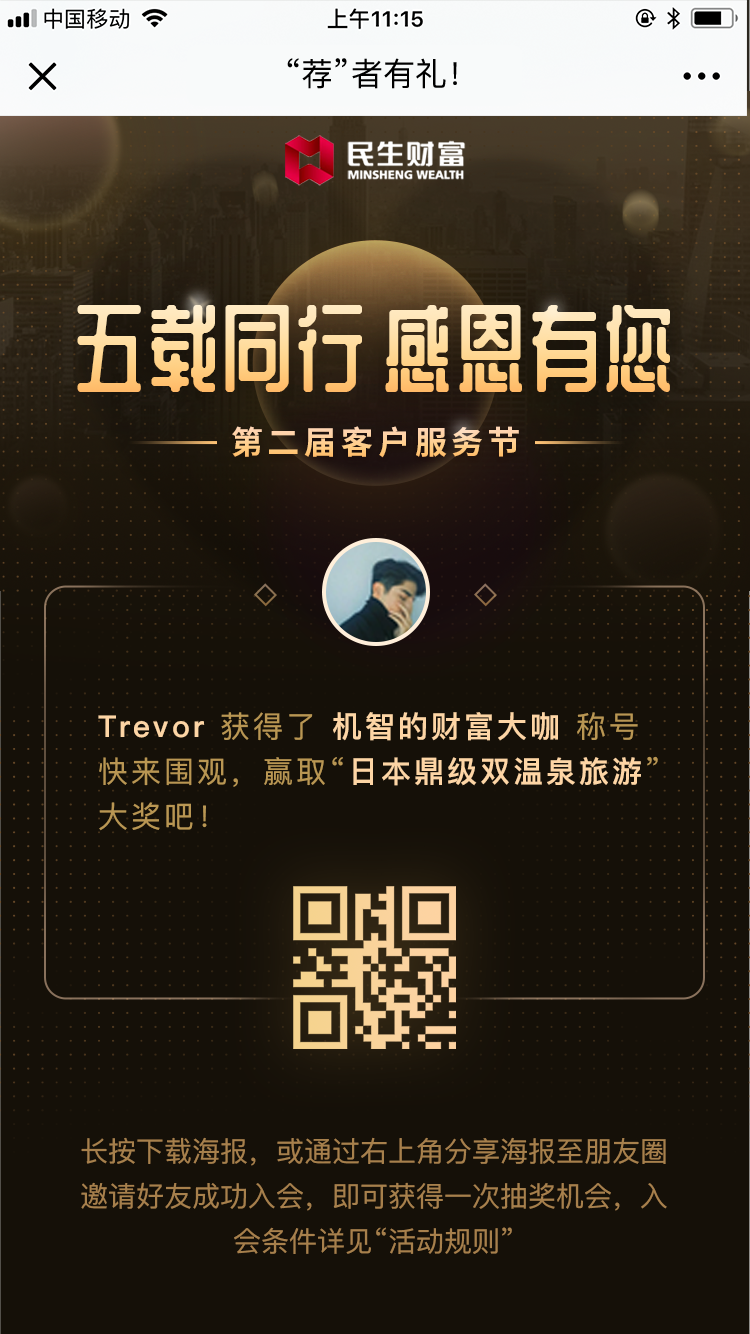 中国移动
上午11:15
“荐”者有礼！
民生财富
MINSHENG WEALTH
五载同行 感恩有您
第二届客户服务节
Trevor 获得了 机智的财富大咖 称号
快来围观，赢取“日本鼎级双温泉旅游”
大奖吧！
长按下载海报，或通过右上角分享海报至朋友圈
邀请好友成功入会，即可获得一次抽奖机会，入
会条件详见“活动规则”